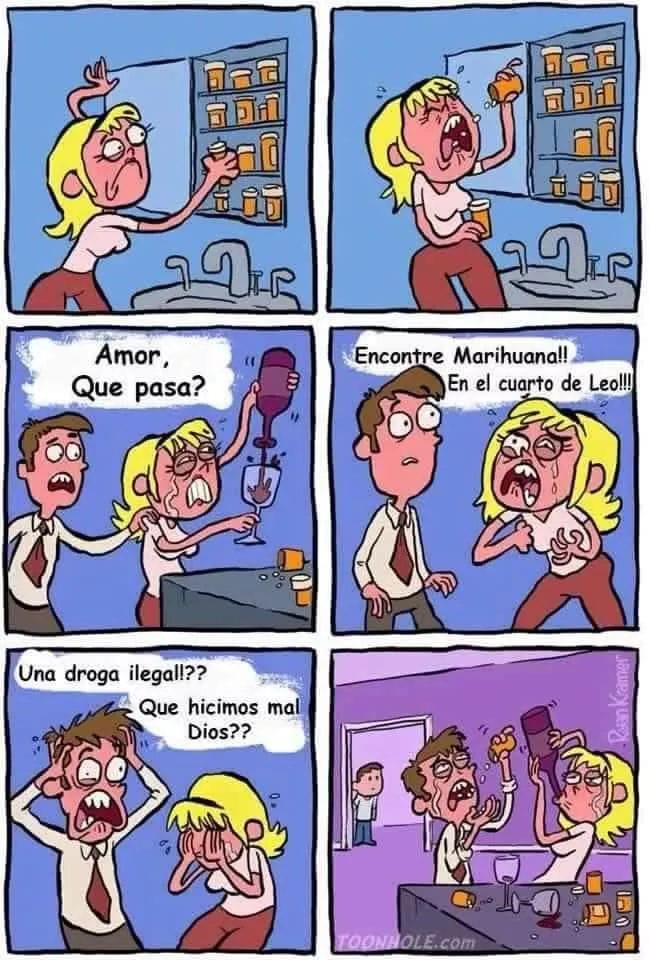 Amor,
Que pasa?
Encontre Marihuana!!
En el cuarto de Leo!!!
Una droga ilegal!??
Que hicimos mal
Dios??
Ryan Kramer
TOONHOLE.com